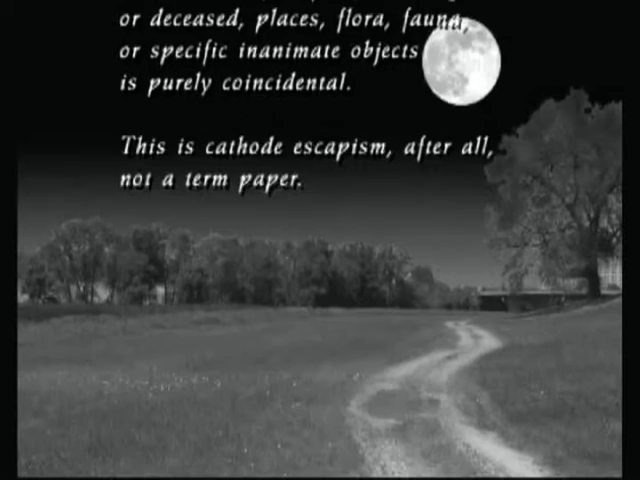 or deceased, places, flora, fauna,
or specific inanimate objects
is purely coincidental.
This is cathode escapism, after all,
not a term paper.